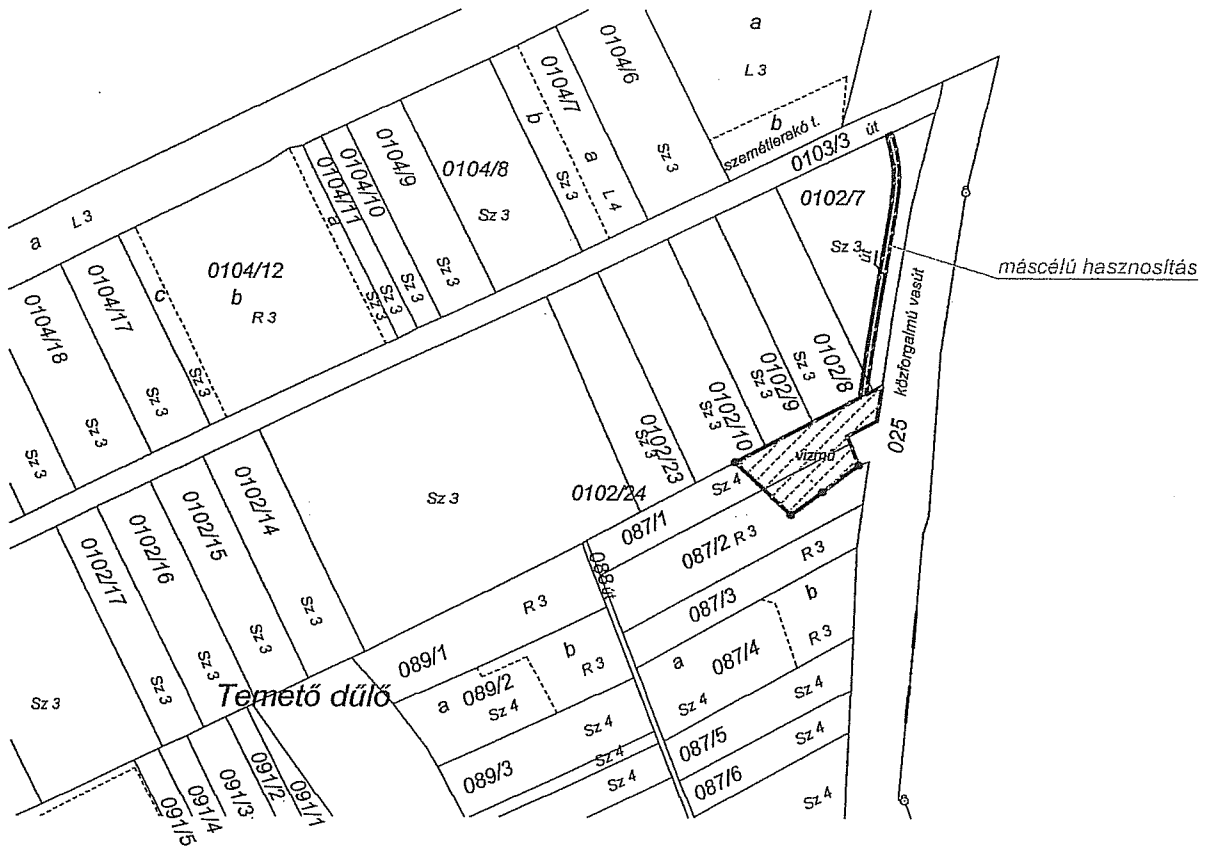 a
L 3
0104/6
0104/7
b
a
Sz 3
L 4
Sz 3
b
szemétlerakó t.
0103/3 út
0104/8
Sz 3
0104/9
Sz 3
0104/10
Sz 3
0104/11
a
Sz 3
0104/12
b
R 3
a
L 3
0104/17
Sz 3
c
Sz 3
0104/18
Sz 3
Sz 3
0102/7
Sz 3
út
máscélú hasznosítás
közforgalmú vasút
025
0102/8
Sz 3
0102/9
Sz 3
0102/10
Sz 3
0102/23
Sz 3
0102/24
Sz 3
vízmű
Sz 4
087/1
087/2 R 3
R 3
087/3
b
R 3
a
087/4
Sz 4
Sz 4
087/5
Sz 4
087/6
Sz 4
088 út
0102/14
Sz 3
0102/15
Sz 3
0102/16
Sz 3
0102/17
Sz 3
Sz 3
R 3
089/1
b
R 3
a
089/2
Sz 4
Sz 4
Sz 4
089/3
Sz 4
Temető dűlő
091/1
091/2
091/3
091/4
091/5